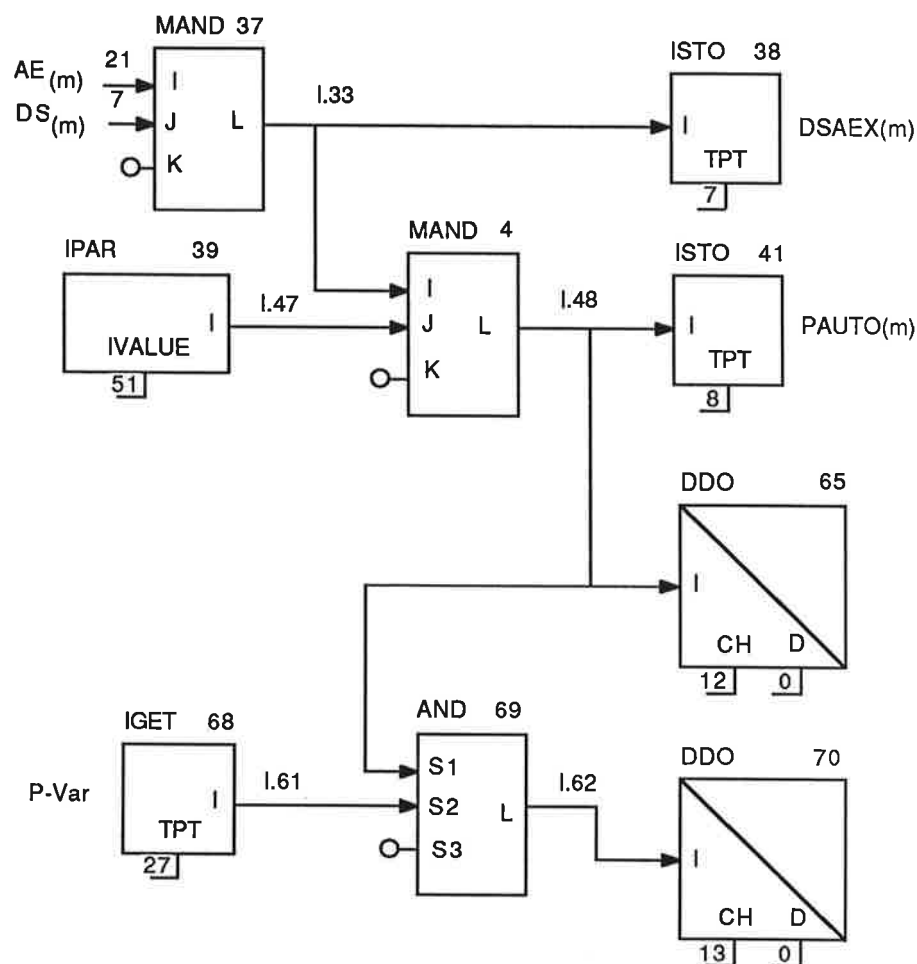 MAND 37
AE(m) 21 I
DS(m) 7 J L
K
I.33
ISTO 38
I
TPT
7
DSAEX(m)
IPAR 39
I
IVALUE
51
I.47
MAND 4
I
J L
K
I.48
ISTO 41
I
TPT
8
PAUTO(m)
DDO 65
I
CH D
12 0
IGET 68
P-Var
I
TPT
27
I.61
AND 69
S1
S2 L
S3
I.62
DDO 70
I
CH D
13 0